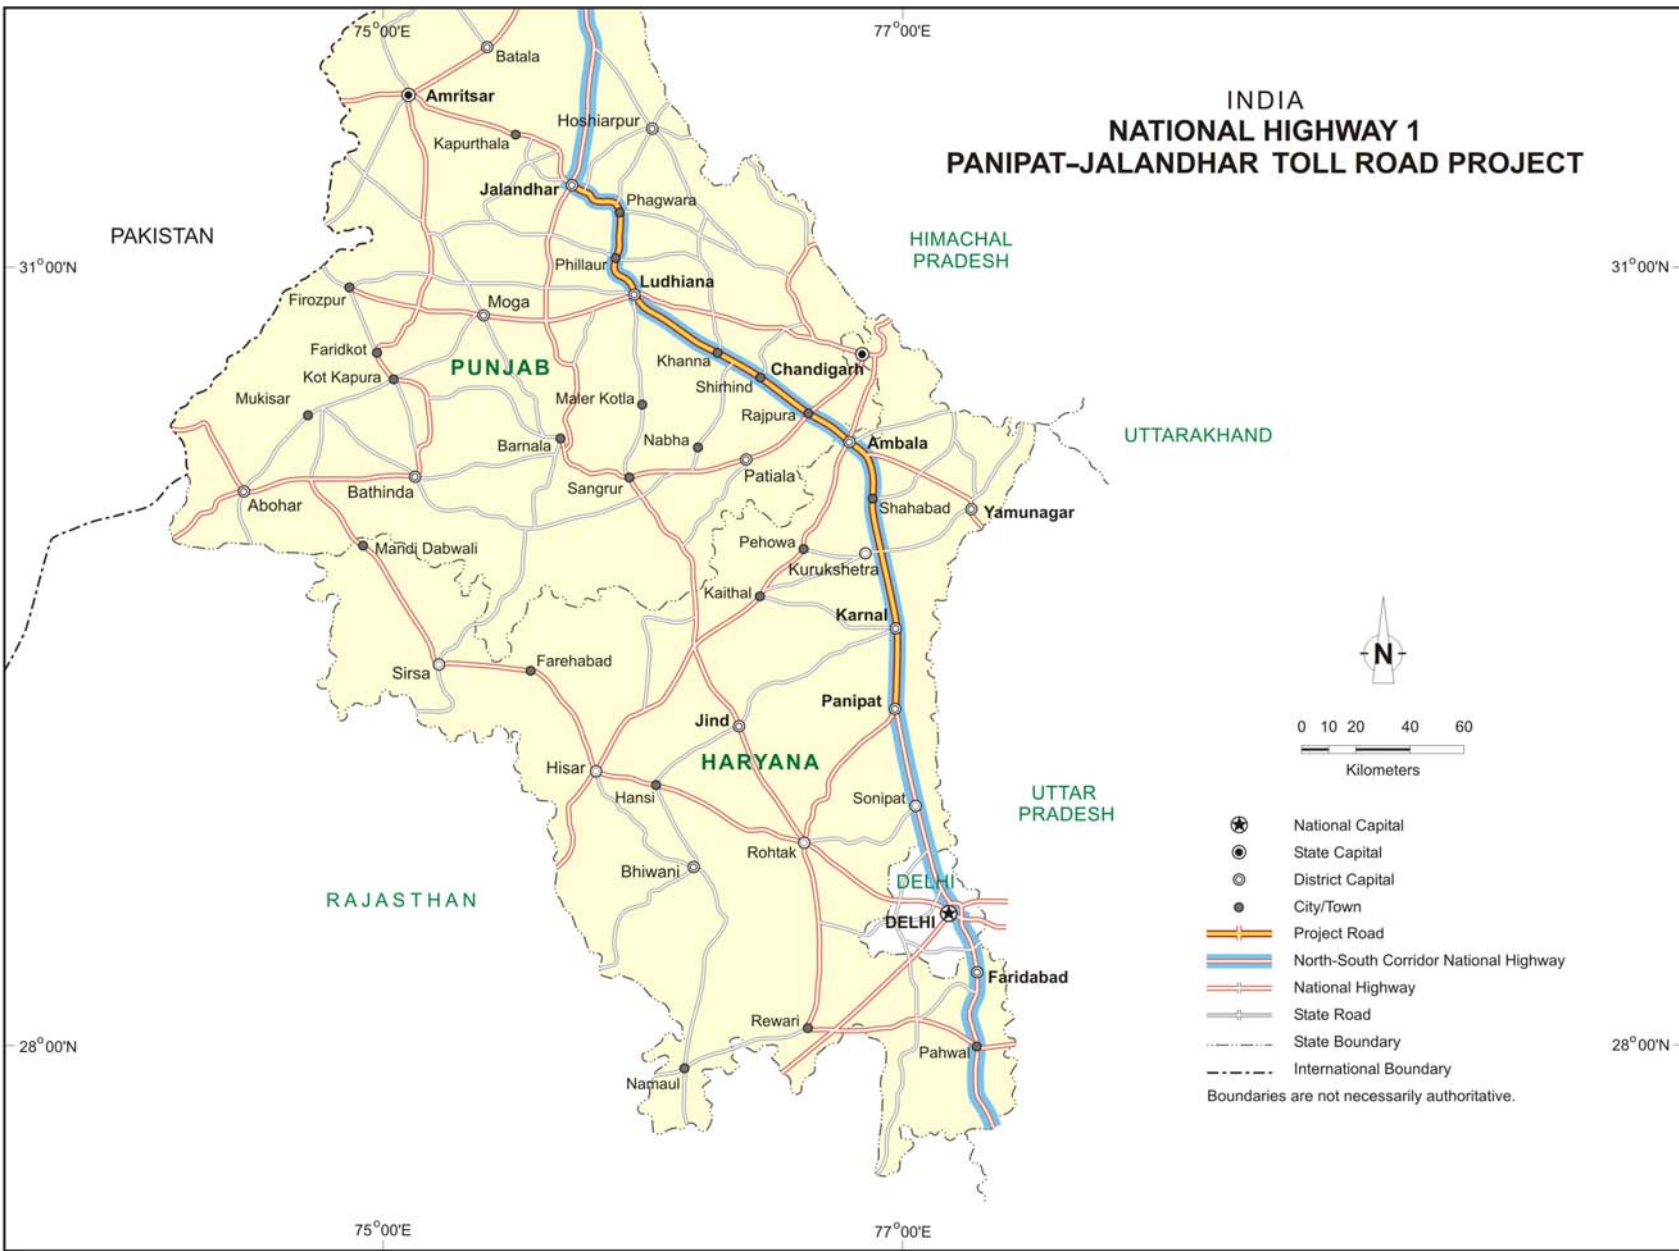 75°00'E
77°00'E
INDIA
NATIONAL HIGHWAY 1
PANIPAT–JALANDHAR TOLL ROAD PROJECT
Batala
Amritsar
Hoshiarpur
Kapurthala
Jalandhar
Phagwara
PAKISTAN
HIMACHAL
PRADESH
31°00'N
31°00'N
Phillaur
Ludhiana
Firozpur
Moga
Faridkot
Khanna
PUNJAB
Chandigarh
Kot Kapura
Shirhind
Mukisar
Maler Kotla
Rajpura
UTTARAKHAND
Barnala
Nabha
Ambala
Patiala
Bathinda
Sangrur
Abohar
Shahabad
Yamunagar
Mandi Dabwali
Pehowa
Kurukshetra
Kaithal
Karnal
N
Farehabad
Sirsa
Panipat
Jind
0 10 20 40 60
Kilometers
HARYANA
Hisar
Hansi
Sonipat
UTTAR
PRADESH
Rohtak
Bhiwani
DELHI
RAJASTHAN
DELHI
Faridabad
Rewari
Pahwal
Namaul
28°00'N
28°00'N
National Capital
State Capital
District Capital
City/Town
Project Road
North-South Corridor National Highway
National Highway
State Road
State Boundary
International Boundary
Boundaries are not necessarily authoritative.
75°00'E
77°00'E